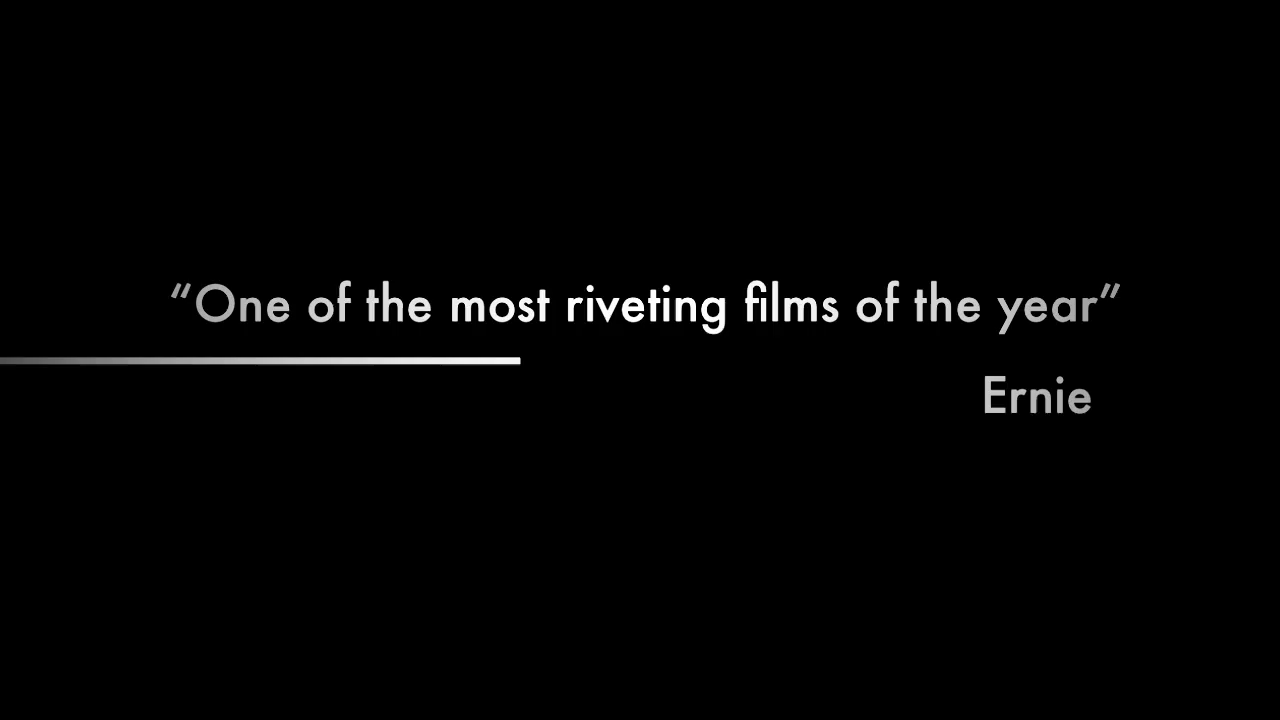 “One of the most riveting films of the year”
Ernie